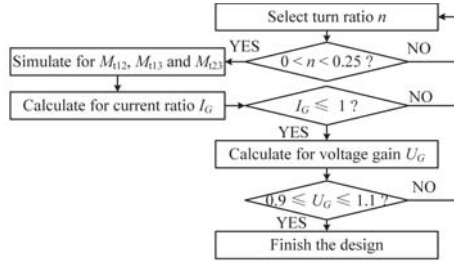 Select turn ratio n
YES
NO
Simulate for Mt12, Mt13 and Mt23
0 < n < 0.25 ?
Calculate for current ratio IG
IG ≤ 1 ?
NO
YES
Calculate for voltage gain UG
NO
0.9 ≤ UG ≤ 1.1 ?
YES
Finish the design